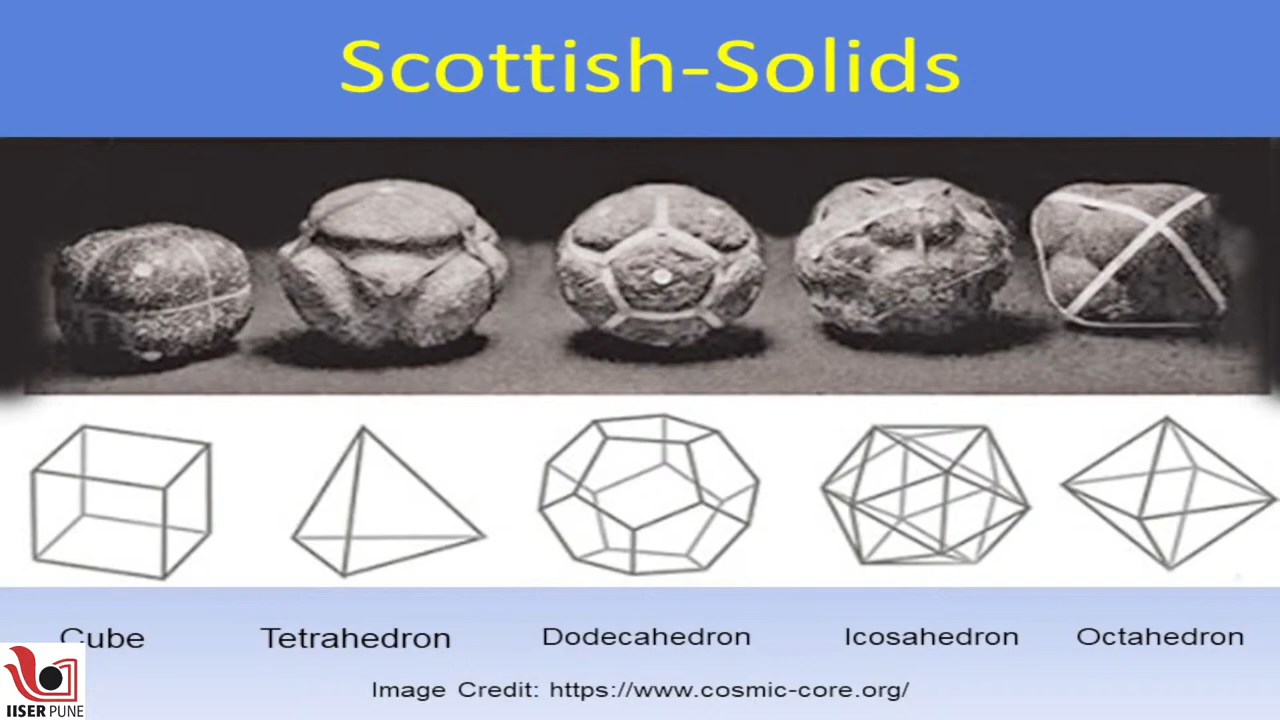 Scottish-Solids
Cube
Tetrahedron
Dodecahedron
Icosahedron
Octahedron
Image Credit: https://www.cosmic-core.org/
IISER PUNE